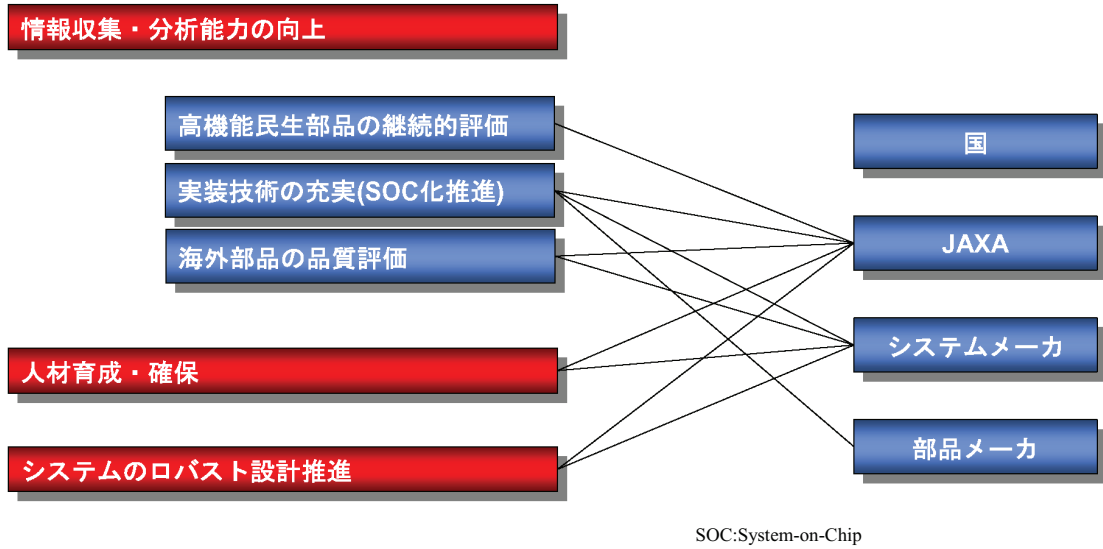 情報収集・分析能力の向上
高機能民生部品の継続的評価
実装技術の充実(SOC化推進)
海外部品の品質評価
人材育成・確保
システムのロバスト設計推進
国
JAXA
システムメーカ
部品メーカ
SOC:System-on-Chip